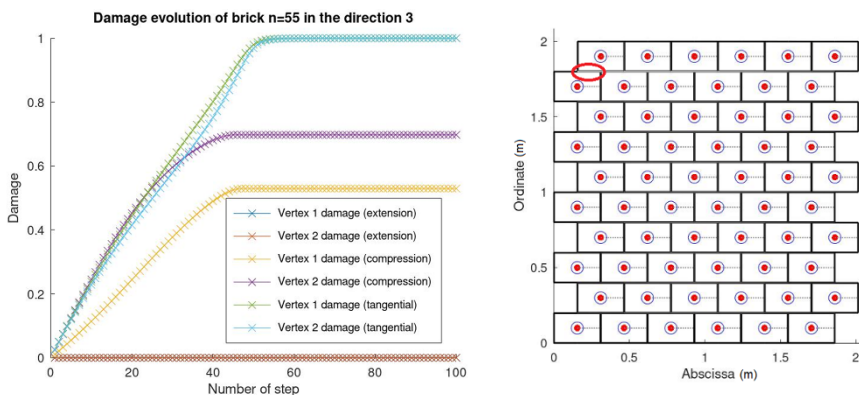 Damage evolution of brick n=55 in the direction 3
1
0.8
0.6
0.4
0.2
0
Damage
Vertex 1 damage (extension)
Vertex 2 damage (extension)
Vertex 1 damage (compression)
Vertex 2 damage (compression)
Vertex 1 damage (tangential)
Vertex 2 damage (tangential)
0 20 40 60 80 100
Number of step
2
1.5
1
0.5
0
Ordinate (m)
0 0.5 1 1.5 2
Abscissa (m)